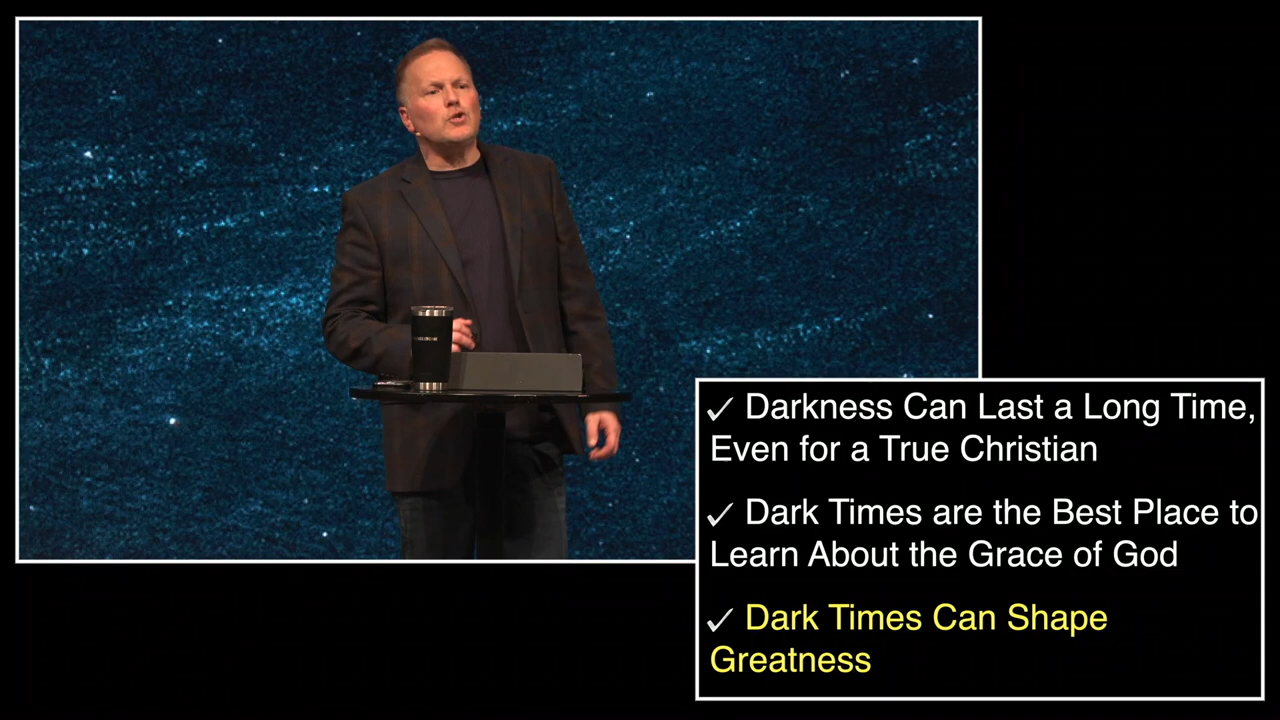 ✓ Darkness Can Last a Long Time,
Even for a True Christian
✓ Dark Times are the Best Place to
Learn About the Grace of God
✓ Dark Times Can Shape
Greatness